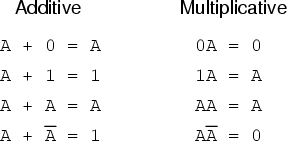 Additive Multiplicative
A + 0 = A 0A = 0
A + 1 = 1 1A = A
A + A = A AA = A
A + A̅ = 1 AA̅ = 0